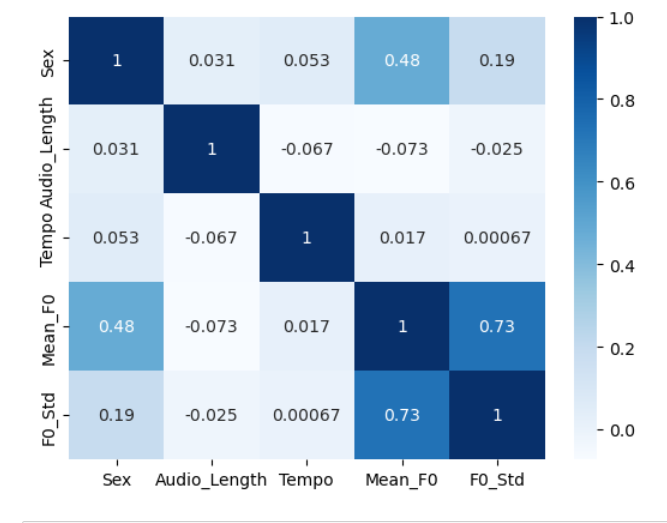 1.0
Sex 1 0.031 0.053 0.48 0.19
0.8
Audio_Length 0.031 1 -0.067 -0.073 -0.025
0.6
Tempo 0.053 -0.067 1 0.017 0.00067
0.4
Mean_F0 0.48 -0.073 0.017 1 0.73
0.2
F0_Std 0.19 -0.025 0.00067 0.73 1
0.0
Sex Audio_Length Tempo Mean_F0 F0_Std